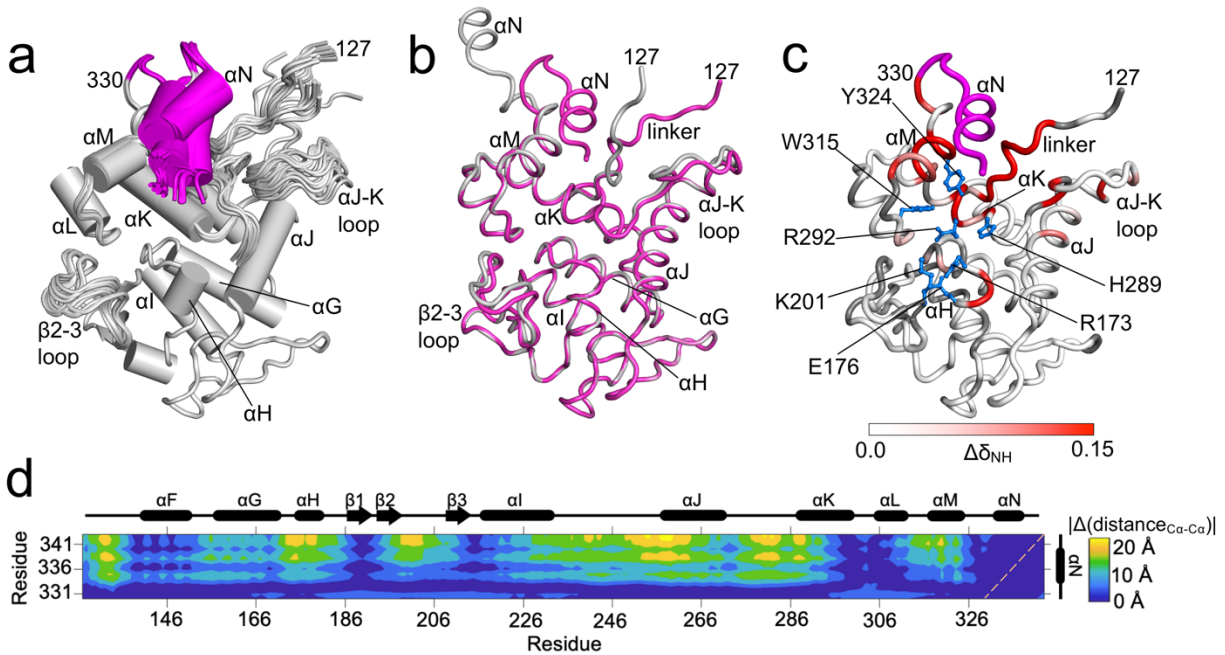 a
330
αN
127
αM
αL
αK
αJ-K
loop
αJ
αI
αG
β2-3
loop
αH
b
αN
127
127
αN
αM
linker
αK
αJ-K
loop
αJ
αI
αG
β2-3
loop
αH
c
330
αN
127
Y324
αM
linker
W315
αK
αJ-K
loop
R292
αJ
K201
H289
αH
R173
E176
0.0
ΔδNH
0.15
d
αF αG αH β1 β2 β3 αI αJ αK αL αM αN
|Δ(distanceCα-Cα)|
Residue
341
336
331
αN
20 Å
10 Å
0 Å
146 166 186 206 226 246 266 286 306 326
Residue